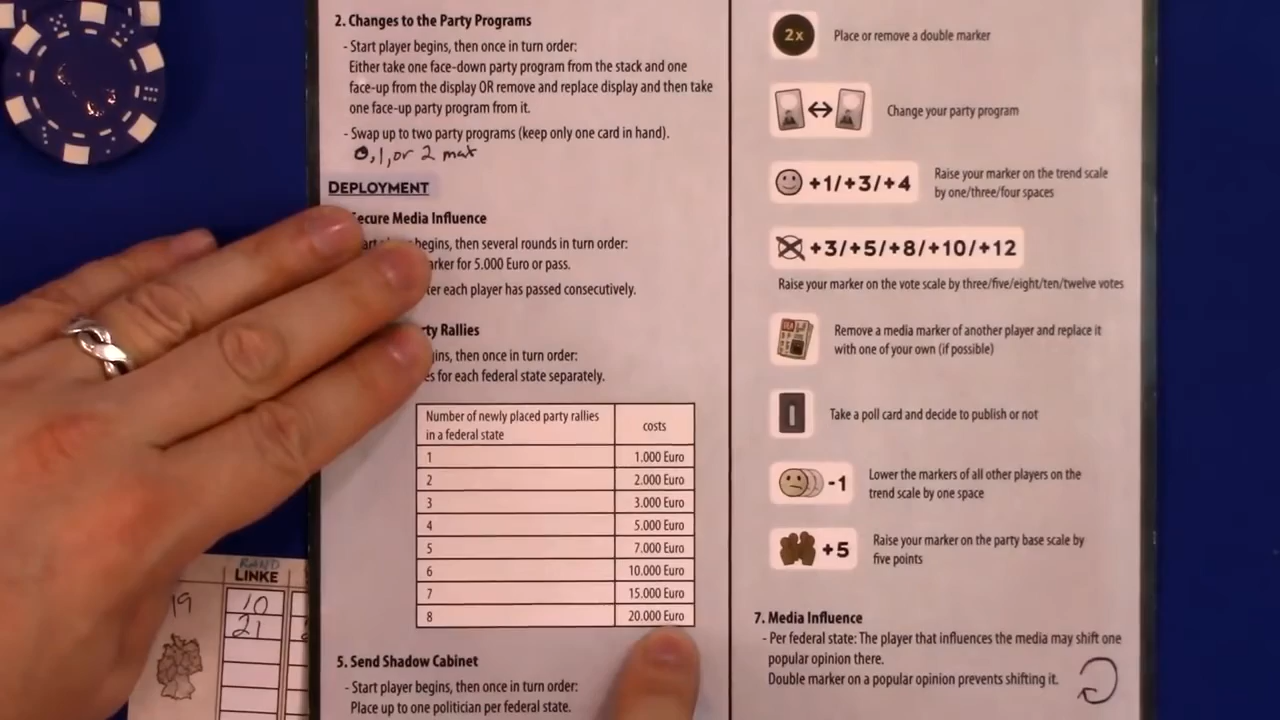 2. Changes to the Party Programs
- Start player begins, then once in turn order:
Either take one face-down party program from the stack and one
face-up from the display OR remove and replace display and then take
one face-up party program from it.
- Swap up to two party programs (keep only one card in hand).
0, 1, or 2 max
DEPLOYMENT
ecure Media Influence
begins, then several rounds in turn order:
for 5.000 Euro or pass.
each player has passed consecutively.
Rallies
then once in turn order:
for each federal state separately.
Number of newly placed party rallies
in a federal state
costs
1 1.000 Euro
2 2.000 Euro
3 3.000 Euro
4 5.000 Euro
5 7.000 Euro
6 10.000 Euro
7 15.000 Euro
8 20.000 Euro
5. Send Shadow Cabinet
- Start player begins, then once in turn order:
Place up to one politician per federal state.
2x Place or remove a double marker
Change your party program
+1/+3/+4 Raise your marker on the trend scale
by one/three/four spaces
+3/+5/+8/+10/+12
Raise your marker on the vote scale by three/five/eight/ten/twelve votes
Remove a media marker of another player and replace it
with one of your own (if possible)
Take a poll card and decide to publish or not
-1 Lower the markers of all other players on the
trend scale by one space
+5 Raise your marker on the party base scale by
five points
7. Media Influence
- Per federal state: The player that influences the media may shift one
popular opinion there.
Double marker on a popular opinion prevents shifting it.
RAND
LINKE
19 10
21